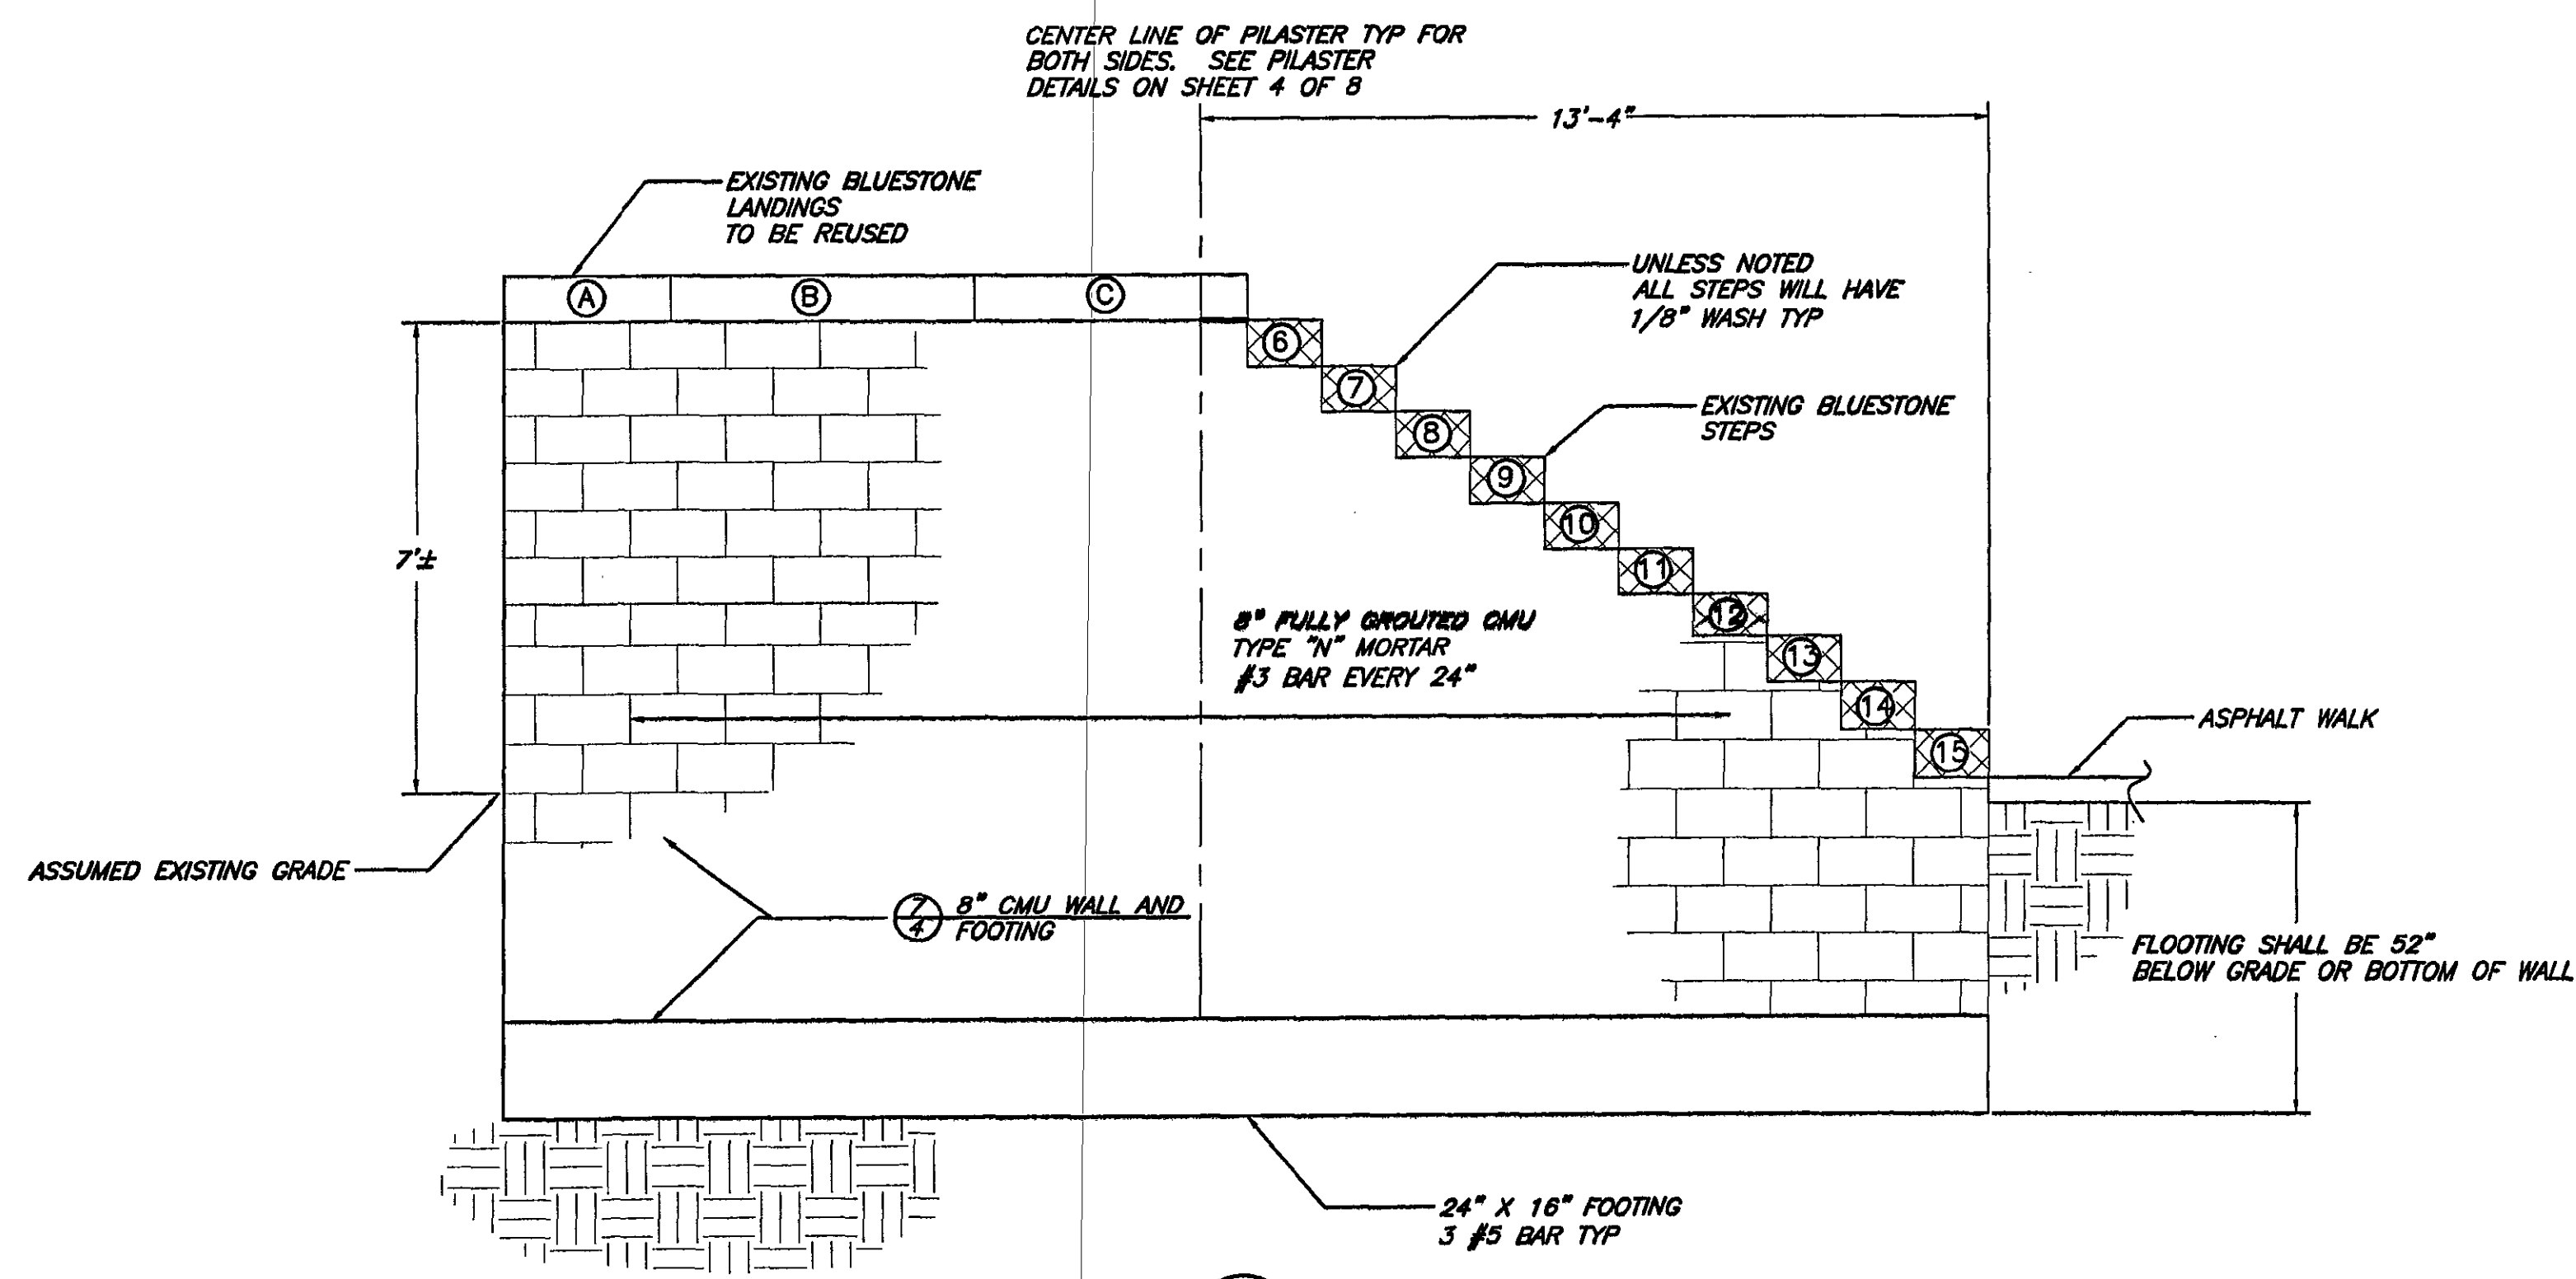 CENTER LINE OF PILASTER TYP FOR
BOTH SIDES. SEE PILASTER
DETAILS ON SHEET 4 OF 8
13'-4"
EXISTING BLUESTONE
LANDINGS
TO BE REUSED
UNLESS NOTED
ALL STEPS WILL HAVE
1/8" WASH TYP
A
B
C
6
7
8
9
10
11
12
13
14
15
EXISTING BLUESTONE
STEPS
7'±
8" FULLY GROUTED CMU
TYPE "N" MORTAR
#3 BAR EVERY 24"
ASPHALT WALK
ASSUMED EXISTING GRADE
7
4
8" CMU WALL AND
FOOTING
FLOOTING SHALL BE 52"
BELOW GRADE OR BOTTOM OF WALL
24" X 16" FOOTING
3 #5 BAR TYP